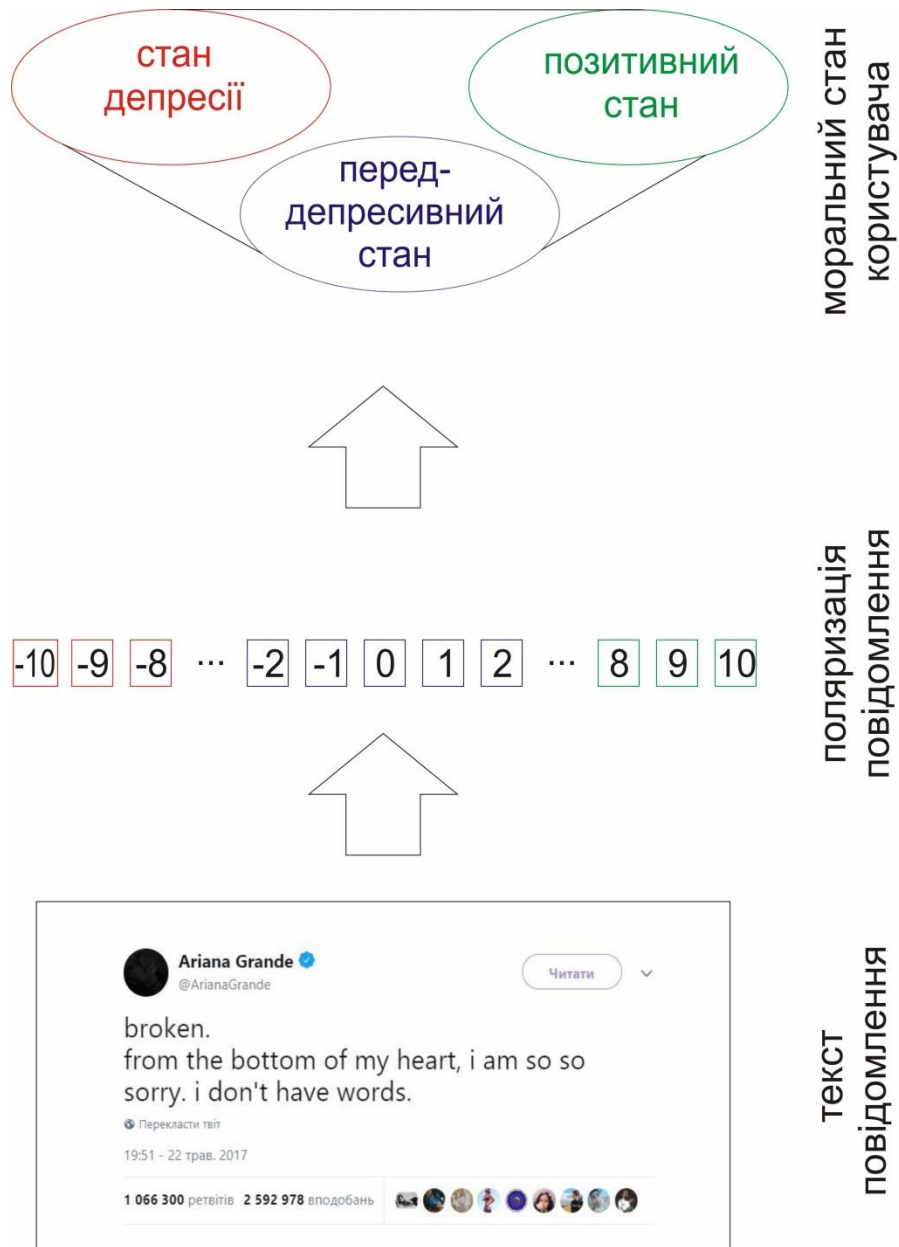 стан
депресії
позитивний
стан
перед-
депресивний
стан
моральний стан
користувача
-10 -9 -8 ... -2 -1 0 1 2 ... 8 9 10
поляризація
повідомлення
Ariana Grande
@ArianaGrande
Читати
broken.
from the bottom of my heart, i am so so
sorry. i don't have words.
Перекласти твіт
19:51 - 22 трав. 2017
1 066 300 ретвітів 2 592 978 вподобань
текст
повідомлення